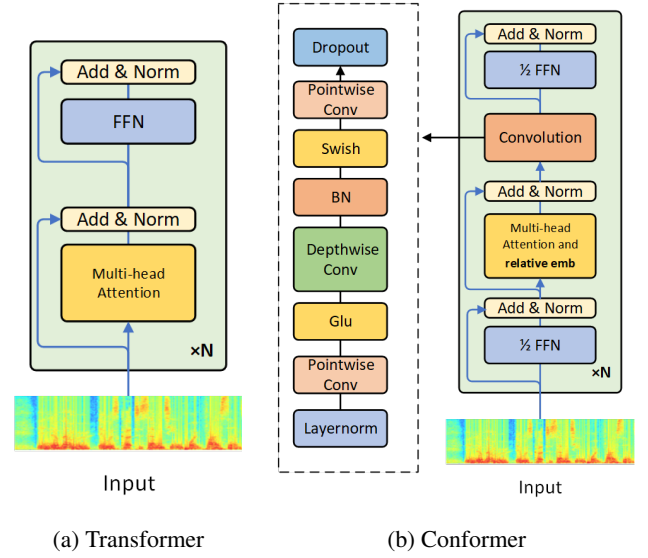 Add & Norm
FFN
Add & Norm
Multi-head
Attention
×N
Input
(a) Transformer
Dropout
Pointwise
Conv
Swish
BN
Depthwise
Conv
Glu
Pointwise
Conv
Layernorm
Add & Norm
½ FFN
Convolution
Add & Norm
Multi-head
Attention and
relative emb
Add & Norm
½ FFN
×N
Input
(b) Conformer